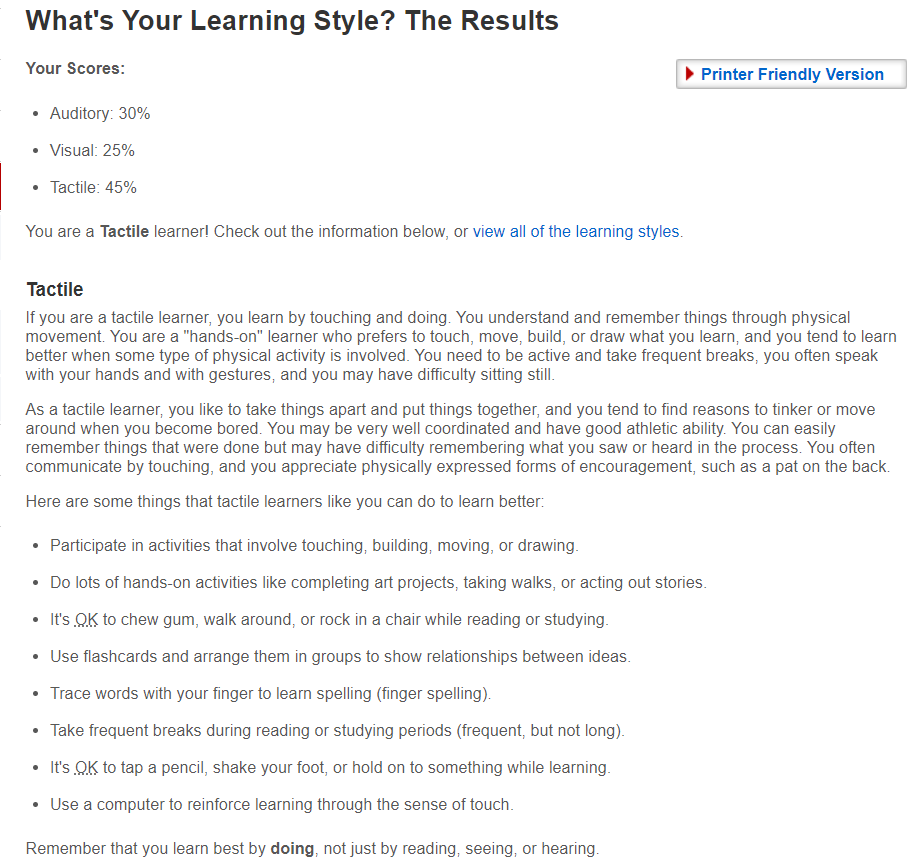 What's Your Learning Style? The Results
Your Scores:
Printer Friendly Version
• Auditory: 30%
• Visual: 25%
• Tactile: 45%
You are a Tactile learner! Check out the information below, or view all of the learning styles.
Tactile
If you are a tactile learner, you learn by touching and doing. You understand and remember things through physical
movement. You are a "hands-on" learner who prefers to touch, move, build, or draw what you learn, and you tend to learn
better when some type of physical activity is involved. You need to be active and take frequent breaks, you often speak
with your hands and with gestures, and you may have difficulty sitting still.
As a tactile learner, you like to take things apart and put things together, and you tend to find reasons to tinker or move
around when you become bored. You may be very well coordinated and have good athletic ability. You can easily
remember things that were done but may have difficulty remembering what you saw or heard in the process. You often
communicate by touching, and you appreciate physically expressed forms of encouragement, such as a pat on the back.
Here are some things that tactile learners like you can do to learn better:
• Participate in activities that involve touching, building, moving, or drawing.
• Do lots of hands-on activities like completing art projects, taking walks, or acting out stories.
• It's OK to chew gum, walk around, or rock in a chair while reading or studying.
• Use flashcards and arrange them in groups to show relationships between ideas.
• Trace words with your finger to learn spelling (finger spelling).
• Take frequent breaks during reading or studying periods (frequent, but not long).
• It's OK to tap a pencil, shake your foot, or hold on to something while learning.
• Use a computer to reinforce learning through the sense of touch.
Remember that you learn best by doing, not just by reading, seeing, or hearing.